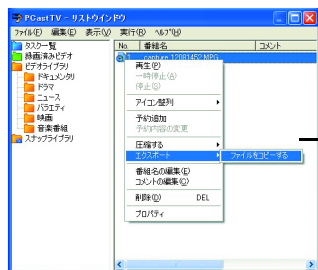 PCastTV - リストウインドウ
ファイル(F) 編集(E) 表示(V) 実行(R) ヘルプ(H)
タスク一覧
録画済みビデオ
ビデオライブラリ
ドキュメンタリ
ドラマ
ニュース
バラエティ
映画
音楽番組
スナップライブラリ
No. 番組名 コメント
1 capture 12081452.MPG
再生(P)
一時停止(A)
停止(S)
アイコン整列
予約追加
予約内容の変更
圧縮する
エクスポート ファイルをコピーする
番組名の編集(E)
コメントの編集(C)
削除(D) DEL
プロパティ